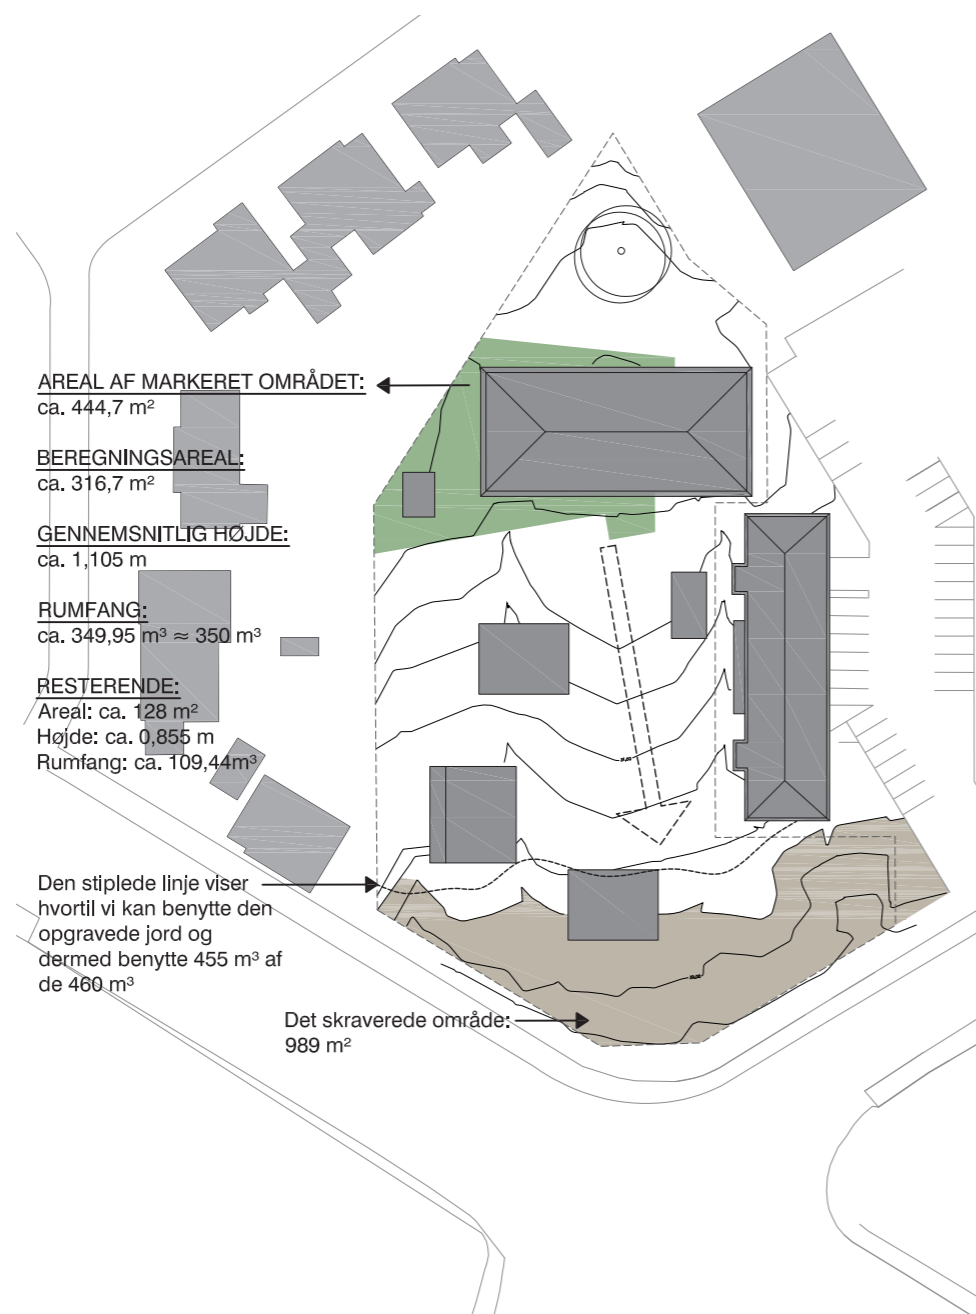 AREAL AF MARKERET OMRÅDET:
ca. 444,7 m²
BEREGNINGSAREAL:
ca. 316,7 m²
GENNEMSNITLIG HØJDE:
ca. 1,105 m
RUMFANG:
ca. 349,95 m³ ≈ 350 m³
RESTERENDE:
Areal: ca. 128 m²
Højde: ca. 0,855 m
Rumfang: ca. 109,44m³
Den stiplede linje viser
hvortil vi kan benytte den
opgravede jord og
dermed benytte 455 m³ af
de 460 m³
Det skraverede område:
989 m²